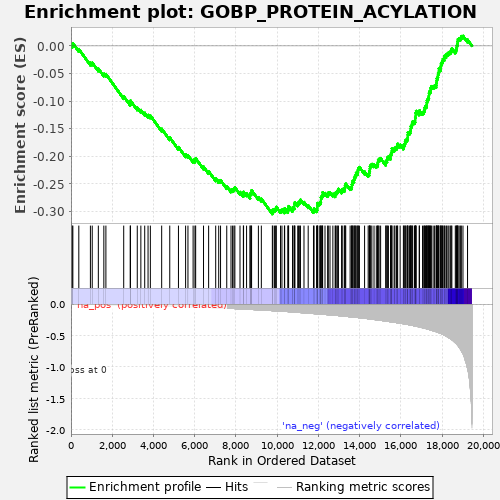 Enrichment plot: GOBP_PROTEIN_ACYLATION
Enrichment score (ES)
0.00
-0.05
-0.10
-0.15
-0.20
-0.25
-0.30
Ranked list metric (PreRanked)
0.0
-0.5
-1.0
-1.5
-2.0
'na_pos' (positively correlated)
oss at 0
'na_neg' (negatively correlated)
0
2,000
4,000
6,000
8,000
10,000
12,000
14,000
16,000
18,000
20,000
Rank in Ordered Dataset
Enrichment profile
Hits
Ranking metric scores